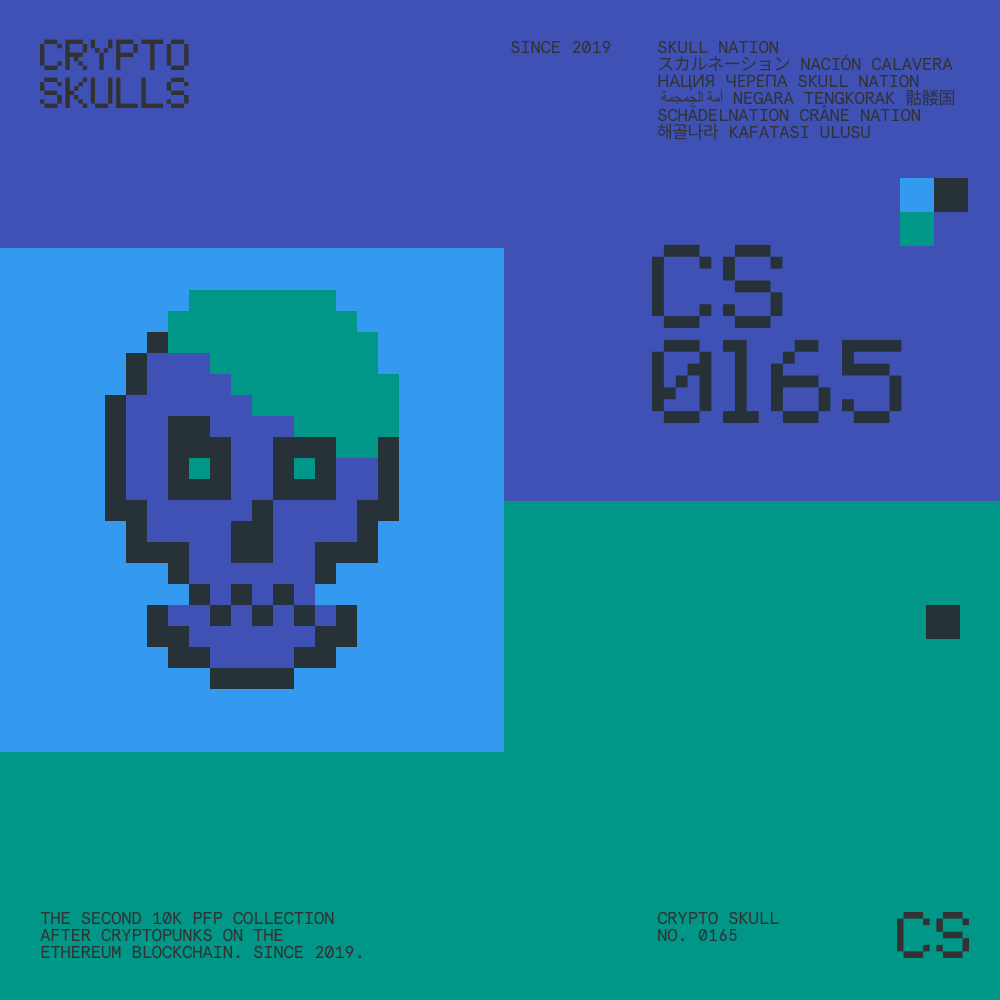 CRYPTO
SKULLS
SINCE 2019
SKULL NATION
スカルネーション NACIÓN CALAVERA
НАЦИЯ ЧЕРЕПА SKULL NATION
أمة الجمجمة NEGARA TENGKORAK 骷髅国
SCHÄDELNATION CRÂNE NATION
해골나라 KAFATASI ULUSU
CS
0165
THE SECOND 10K PFP COLLECTION
AFTER CRYPTOPUNKS ON THE
ETHEREUM BLOCKCHAIN. SINCE 2019.
CRYPTO SKULL
NO. 0165
CS